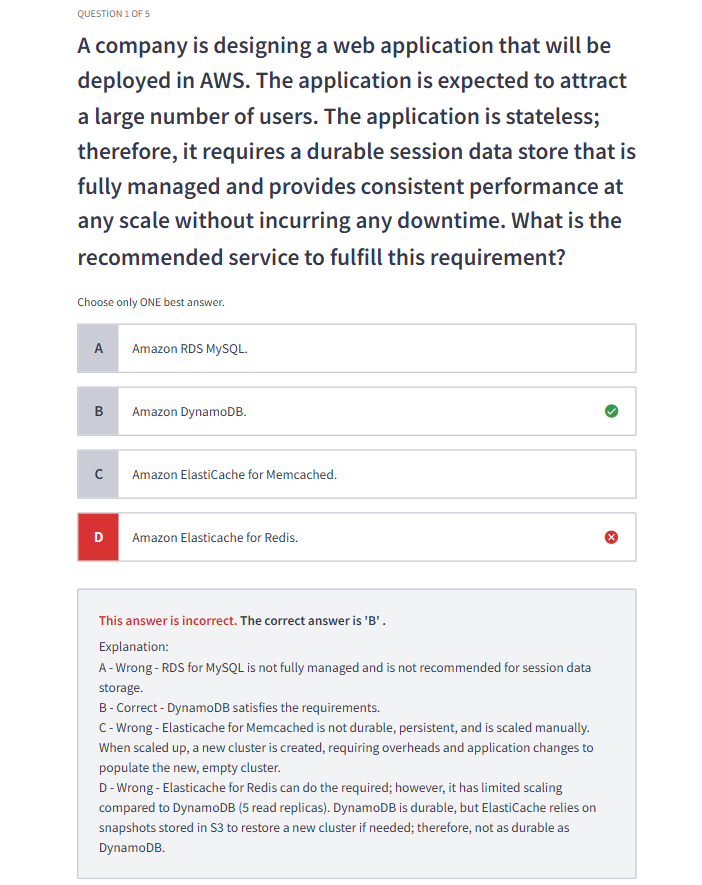 QUESTION 1 OF 5
A company is designing a web application that will be
deployed in AWS. The application is expected to attract
a large number of users. The application is stateless;
therefore, it requires a durable session data store that is
fully managed and provides consistent performance at
any scale without incurring any downtime. What is the
recommended service to fulfill this requirement?
Choose only ONE best answer.
A Amazon RDS MySQL.
B Amazon DynamoDB.
C Amazon ElastiCache for Memcached.
D Amazon Elasticache for Redis.
This answer is incorrect. The correct answer is 'B' .
Explanation:
A - Wrong - RDS for MySQL is not fully managed and is not recommended for session data
storage.
B - Correct - DynamoDB satisfies the requirements.
C - Wrong - Elasticache for Memcached is not durable, persistent, and is scaled manually.
When scaled up, a new cluster is created, requiring overheads and application changes to
populate the new, empty cluster.
D - Wrong - Elasticache for Redis can do the required; however, it has limited scaling
compared to DynamoDB (5 read replicas). DynamoDB is durable, but ElastiCache relies on
snapshots stored in S3 to restore a new cluster if needed; therefore, not as durable as
DynamoDB.